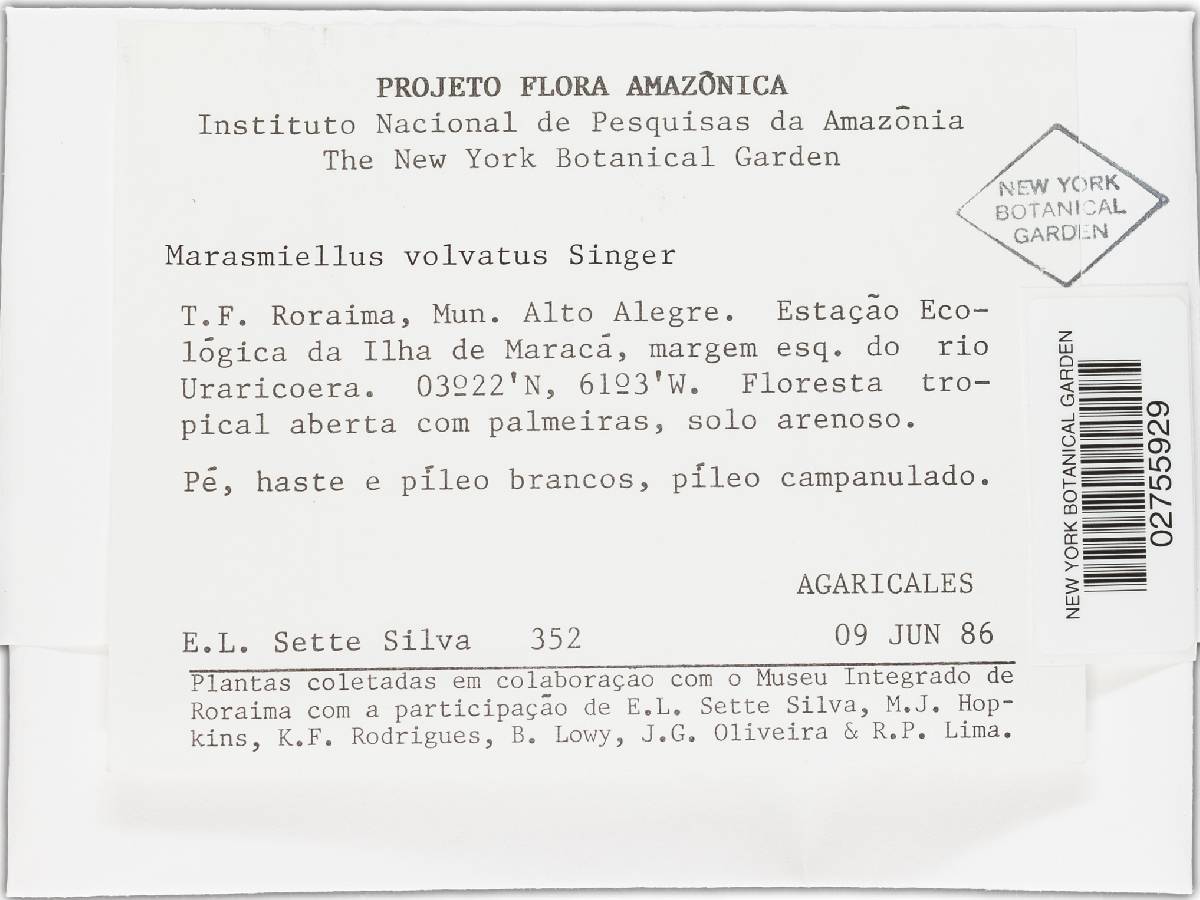 PROJETO FLORA AMAZÔNICA
Instituto Nacional de Pesquisas da Amazônia
The New York Botanical Garden
NEW YORK
BOTANICAL
GARDEN
Marasmiellus volvatus Singer
T.F. Roraima, Mun. Alto Alegre. Estação Eco-
lógica da Ilha de Maracá, margem esq. do rio
Uraricoera. 03º22'N, 61º3'W. Floresta tro-
pical aberta com palmeiras, solo arenoso.
Pé, haste e píleo brancos, píleo campanulado.
AGARICALES
E.L. Sette Silva 352 09 JUN 86
Plantas coletadas em colaboração com o Museu Integrado de
Roraima com a participação de E.L. Sette Silva, M.J. Hop-
kins, K.F. Rodrigues, B. Lowy, J.G. Oliveira & R.P. Lima.
NEW YORK BOTANICAL GARDEN
02755929